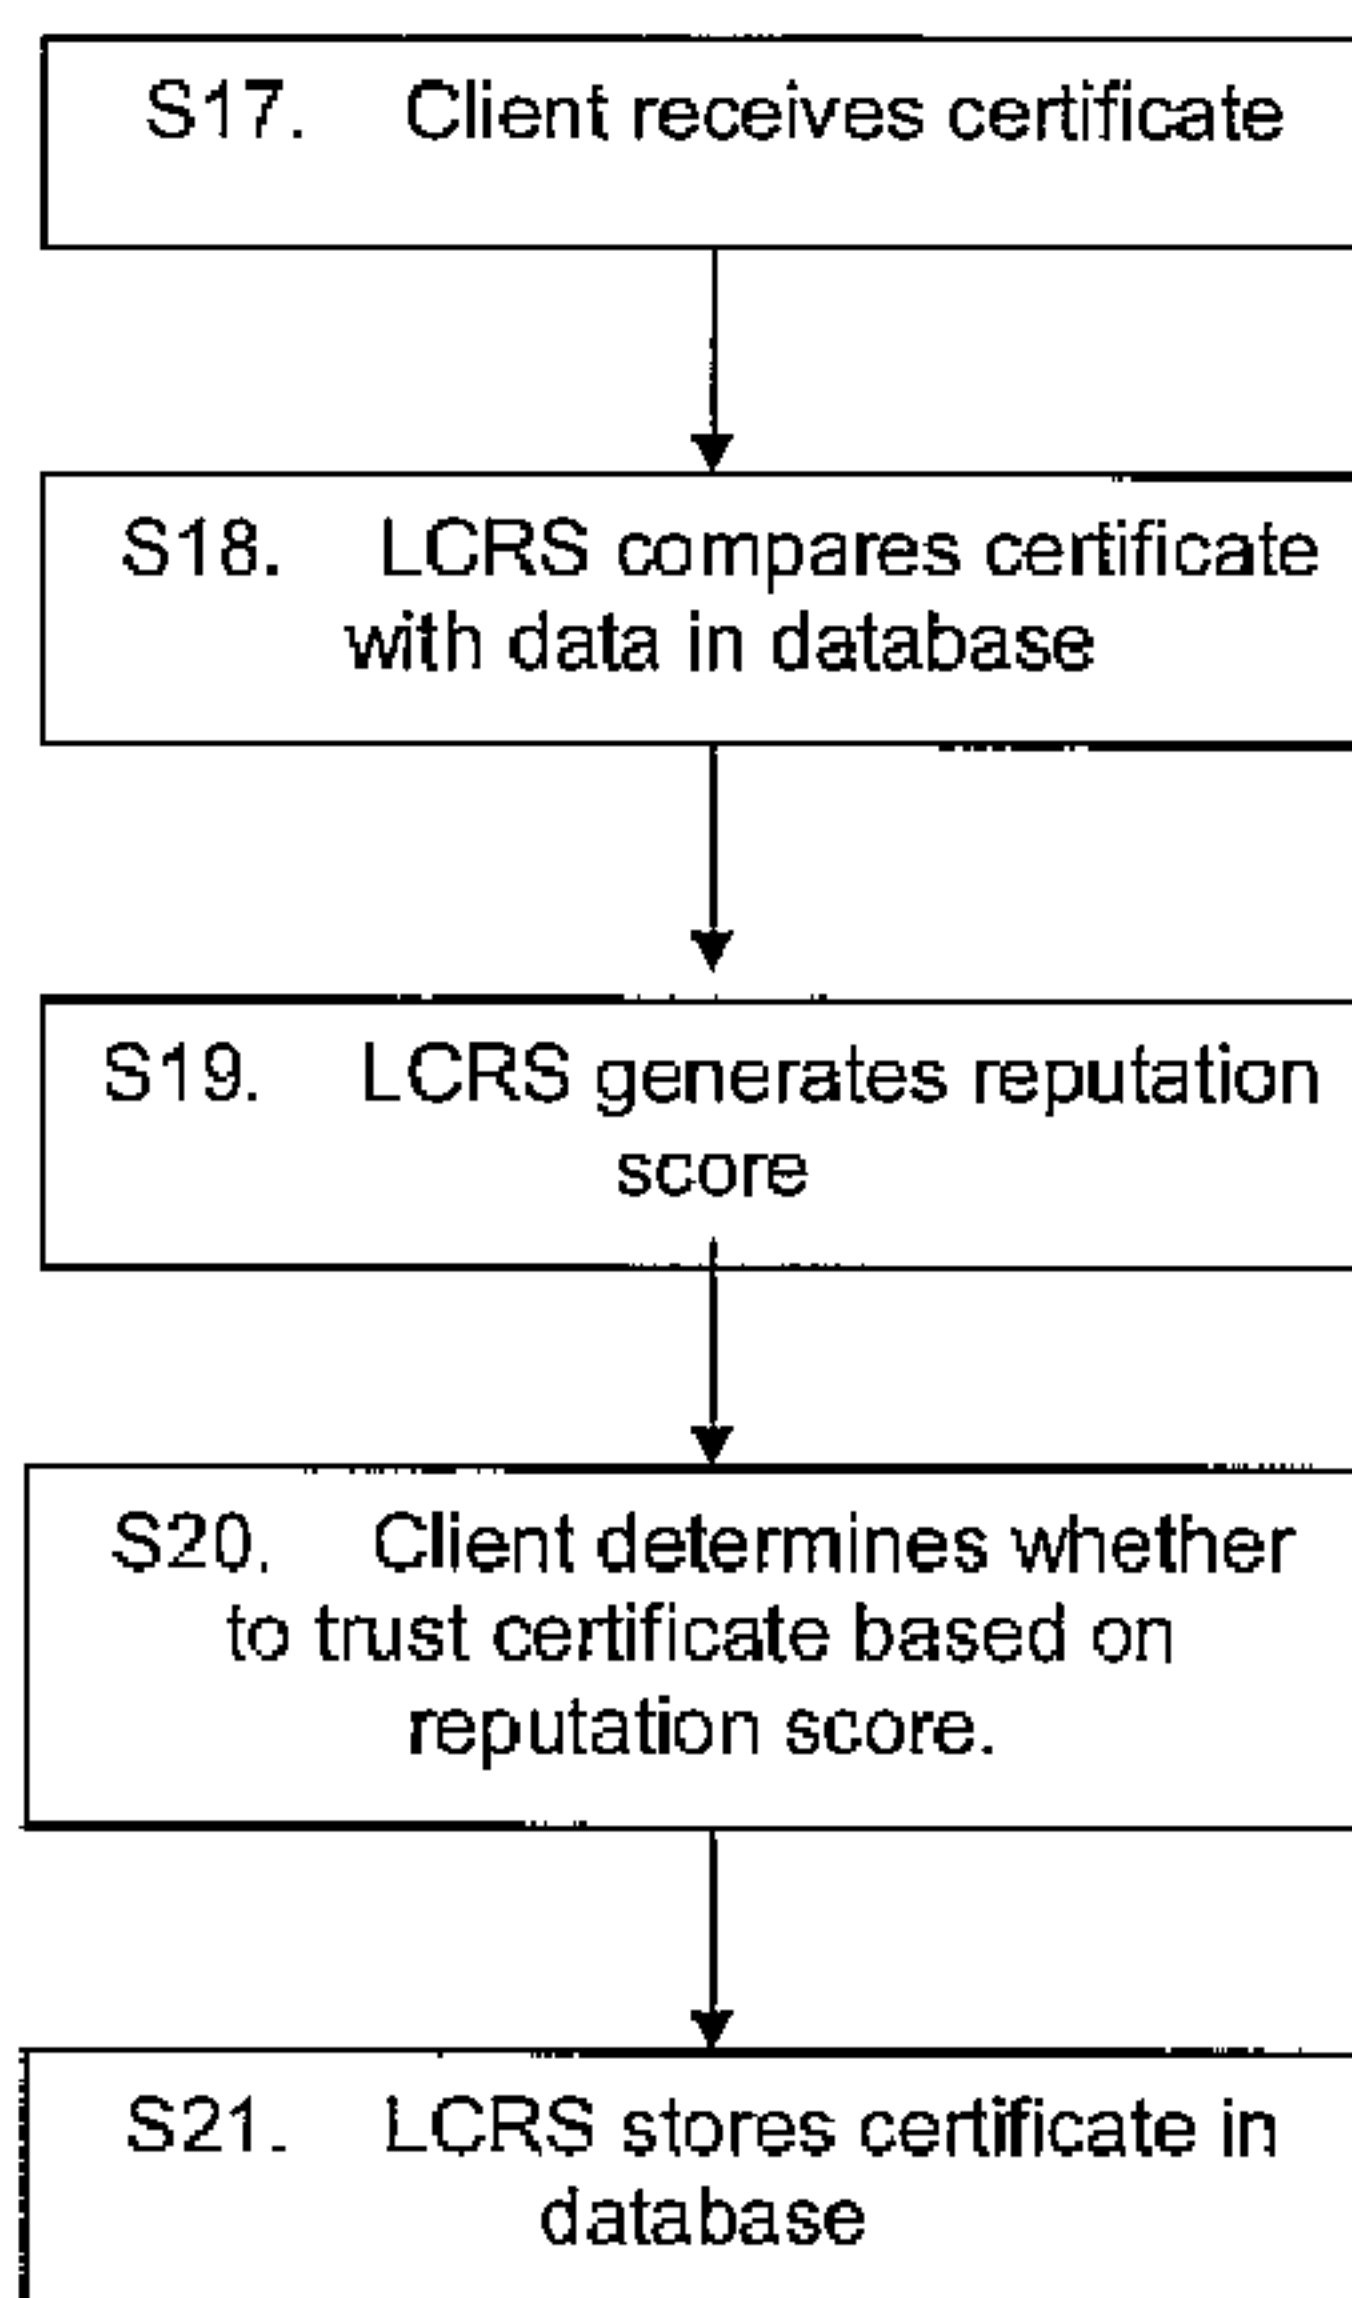 S17. Client receives certificate
S18. LCRS compares certificate
with data in database
S19. LCRS generates reputation
score
S20. Client determines whether
to trust certificate based on
reputation score.
S21. LCRS stores certificate in
database